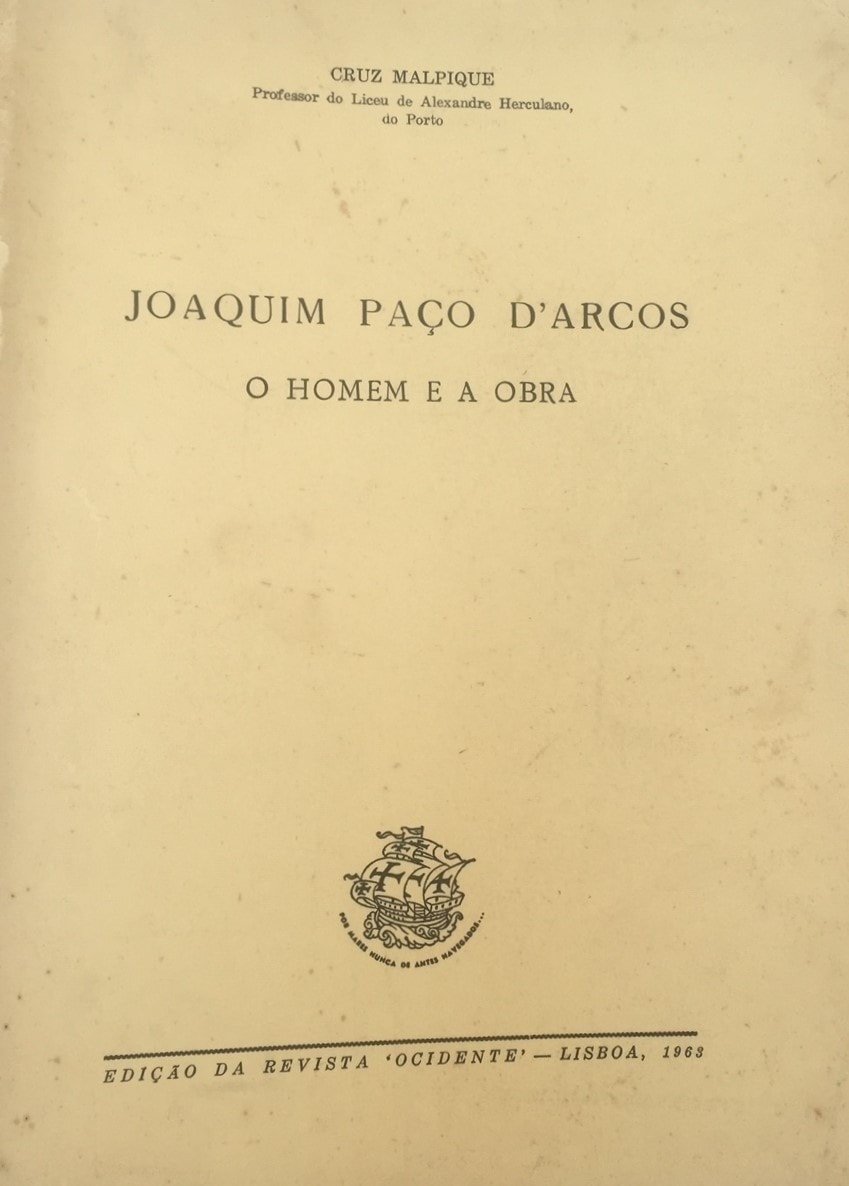 CRUZ MALPIQUE
Professor do Liceu de Alexandre Herculano,
do Porto
JOAQUIM PAÇO D'ARCOS
O HOMEM E A OBRA
POR MARES NUNCA DE ANTES NAVEGADOS...
EDIÇÃO DA REVISTA ‘OCIDENTE’ — LISBOA, 1963